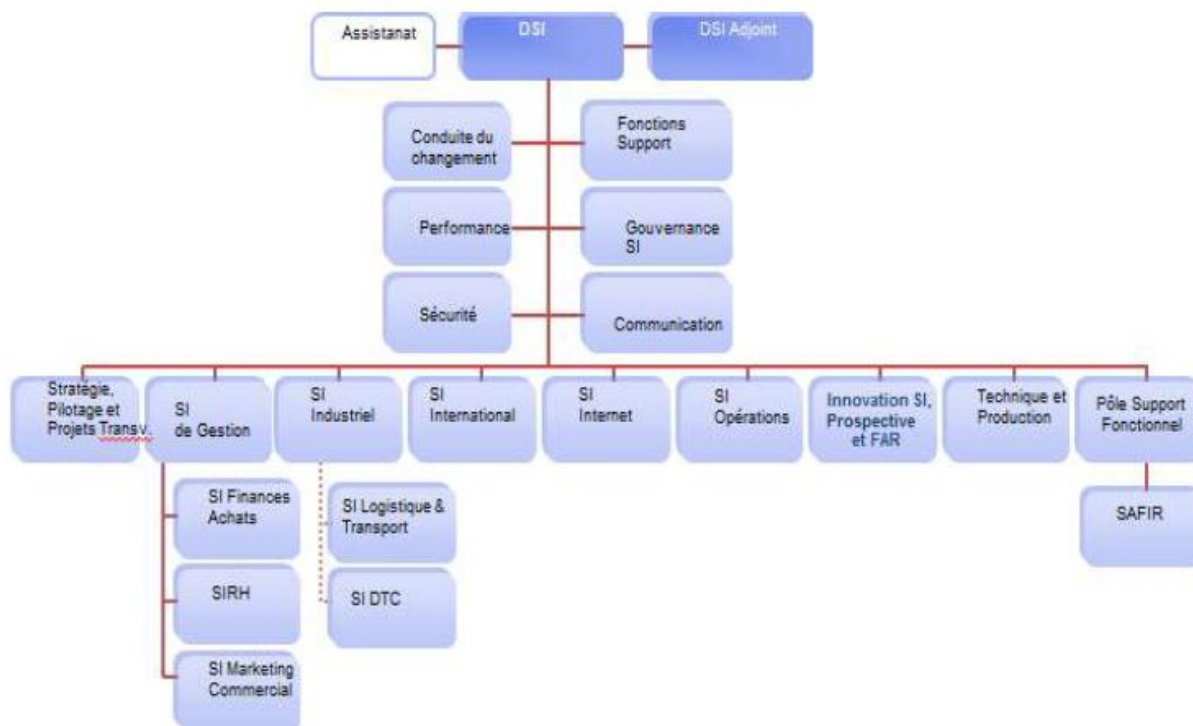 Assistanat
DSI
DSI Adjoint
Conduite du
changement
Fonctions
Support
Performance
Gouvernance
SI
Sécurité
Communication
Stratégie,
Pilotage et
Projets Transv.
SI
de Gestion
SI
Industriel
SI
International
SI
Internet
SI
Opérations
Innovation SI,
Prospective
et FAR
Technique et
Production
Pôle Support
Fonctionnel
SI Finances
Achats
SIRH
SI Marketing
Commercial
SI Logistique &
Transport
SI DTC
SAFIR